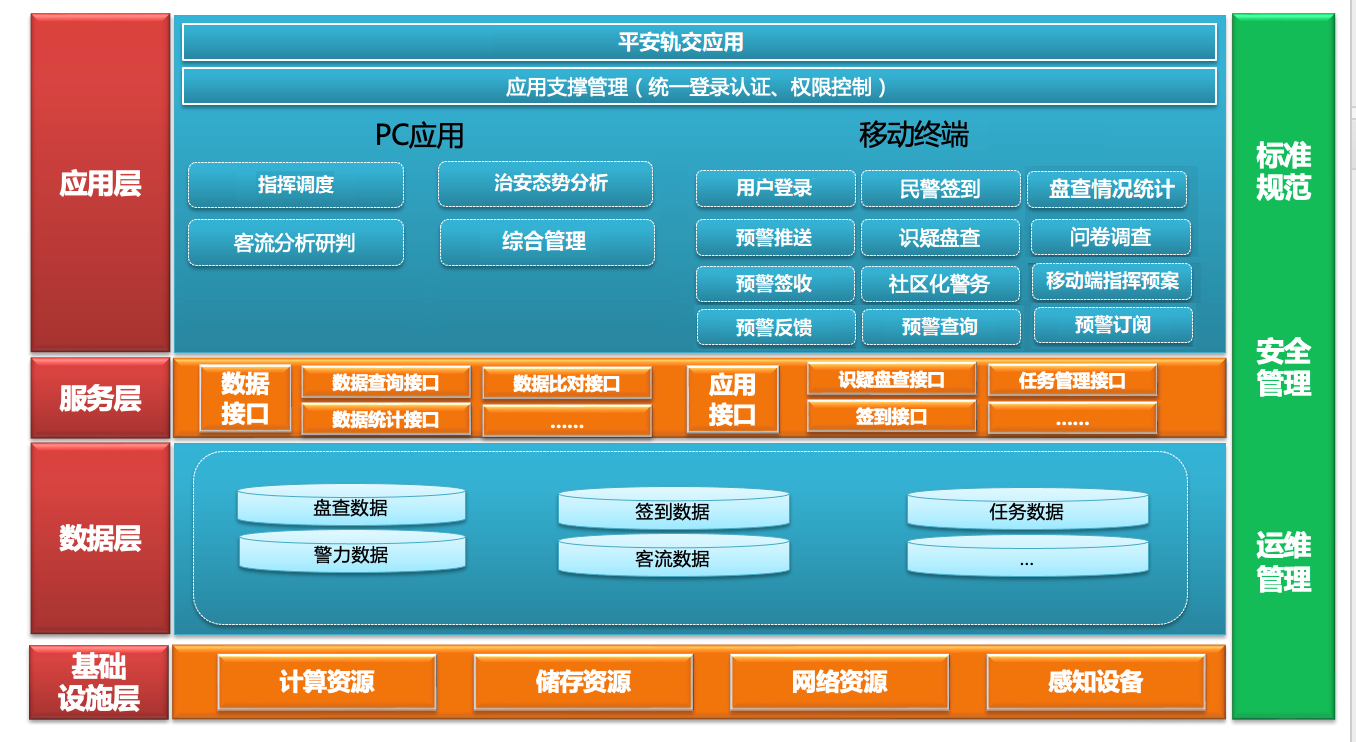 应用层
平安轨交应用
应用支撑管理（统一登录认证、权限控制）
PC应用
指挥调度
治安态势分析
客流分析研判
综合管理
移动终端
用户登录
民警签到
盘查情况统计
预警推送
识疑盘查
问卷调查
预警签收
社区化警务
移动端指挥预案
预警反馈
预警查询
预警订阅
服务层
数据
接口
数据查询接口
数据比对接口
数据统计接口
......
应用
接口
识疑盘查接口
任务管理接口
签到接口
......
数据层
盘查数据
签到数据
任务数据
警力数据
客流数据
...
基础
设施层
计算资源
储存资源
网络资源
感知设备
标准
规范
安全
管理
运维
管理